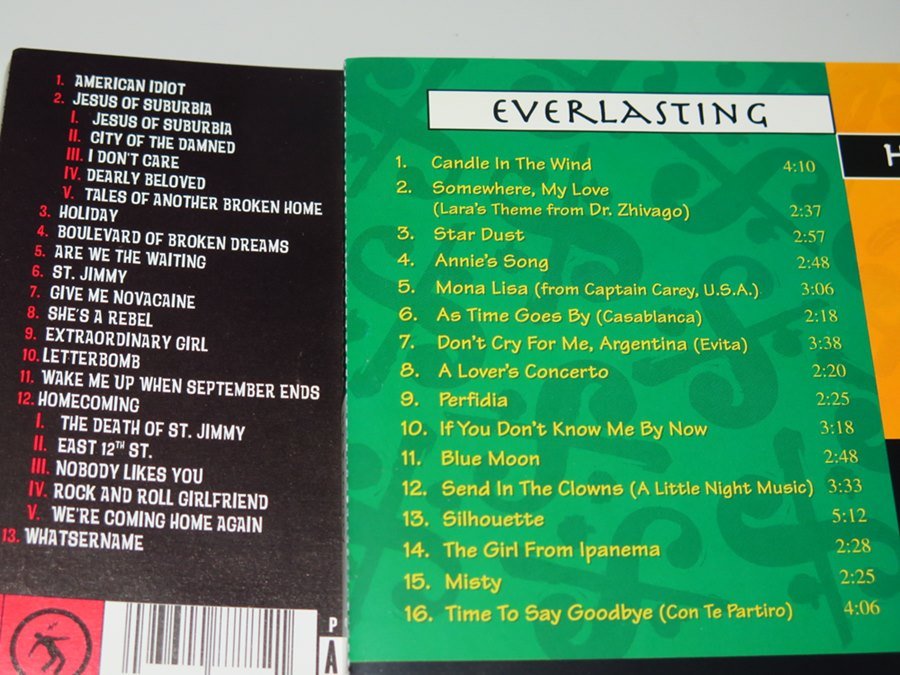 1. AMERICAN IDIOT
2. JESUS OF SUBURBIA
I. JESUS OF SUBURBIA
II. CITY OF THE DAMNED
III. I DON'T CARE
IV. DEARLY BELOVED
V. TALES OF ANOTHER BROKEN HOME
3. HOLIDAY
4. BOULEVARD OF BROKEN DREAMS
5. ARE WE THE WAITING
6. ST. JIMMY
7. GIVE ME NOVACAINE
8. SHE'S A REBEL
9. EXTRAORDINARY GIRL
10. LETTERBOMB
11. WAKE ME UP WHEN SEPTEMBER ENDS
12. HOMECOMING
I. THE DEATH OF ST. JIMMY
II. EAST 12TH ST.
III. NOBODY LIKES YOU
IV. ROCK AND ROLL GIRLFRIEND
V. WE'RE COMING HOME AGAIN
13. WHATSERNAME
P
A
EVERLASTING
1. Candle In The Wind 4:10
2. Somewhere, My Love
(Lara's Theme from Dr. Zhivago) 2:37
3. Star Dust 2:57
4. Annie's Song 2:48
5. Mona Lisa (from Captain Carey, U.S.A.) 3:06
6. As Time Goes By (Casablanca) 2:18
7. Don't Cry For Me, Argentina (Evita) 3:38
8. A Lover's Concerto 2:20
9. Perfidia 2:25
10. If You Don't Know Me By Now 3:18
11. Blue Moon 2:48
12. Send In The Clowns (A Little Night Music) 3:33
13. Silhouette 5:12
14. The Girl From Ipanema 2:28
15. Misty 2:25
16. Time To Say Goodbye (Con Te Partiro) 4:06
H